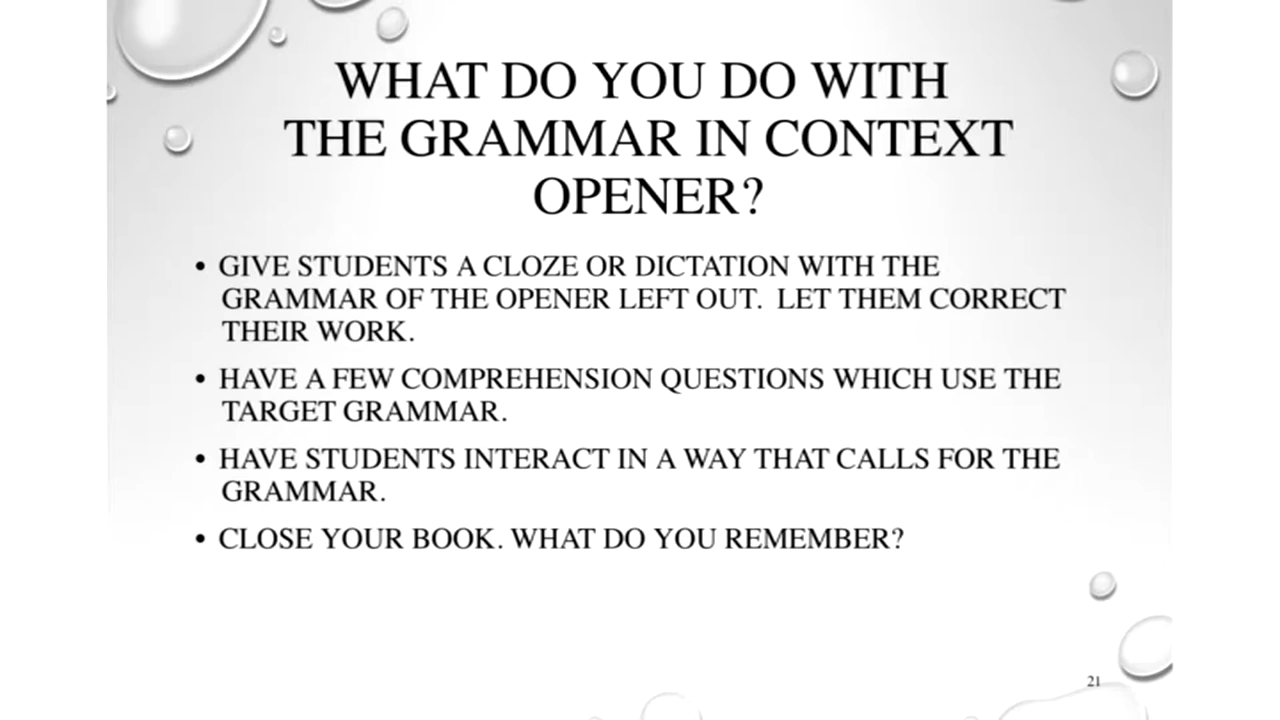 WHAT DO YOU DO WITH
THE GRAMMAR IN CONTEXT
OPENER?
• GIVE STUDENTS A CLOZE OR DICTATION WITH THE
GRAMMAR OF THE OPENER LEFT OUT.  LET THEM CORRECT
THEIR WORK.
• HAVE A FEW COMPREHENSION QUESTIONS WHICH USE THE
TARGET GRAMMAR.
• HAVE STUDENTS INTERACT IN A WAY THAT CALLS FOR THE
GRAMMAR.
• CLOSE YOUR BOOK. WHAT DO YOU REMEMBER?
21